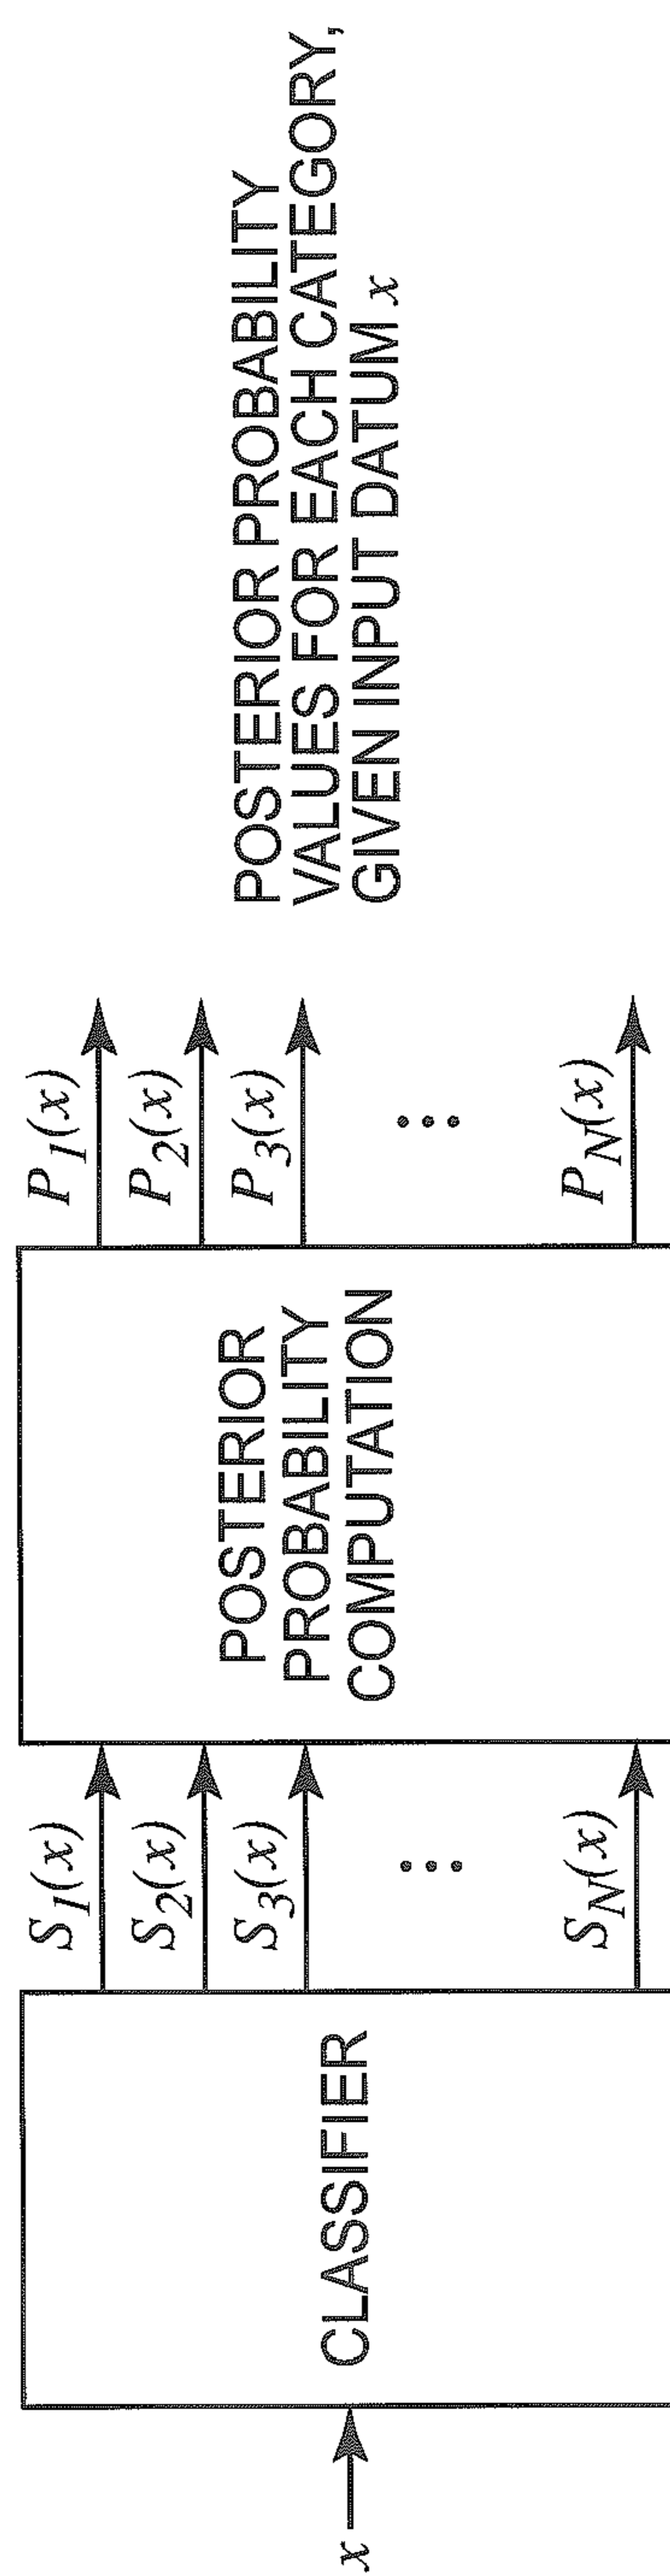 x
CLASSIFIER
S1(x)
S2(x)
S3(x)
...
SN(x)
POSTERIOR
PROBABILITY
COMPUTATION
P1(x)
P2(x)
P3(x)
...
PN(x)
POSTERIOR PROBABILITY
VALUES FOR EACH CATEGORY,
GIVEN INPUT DATUM x